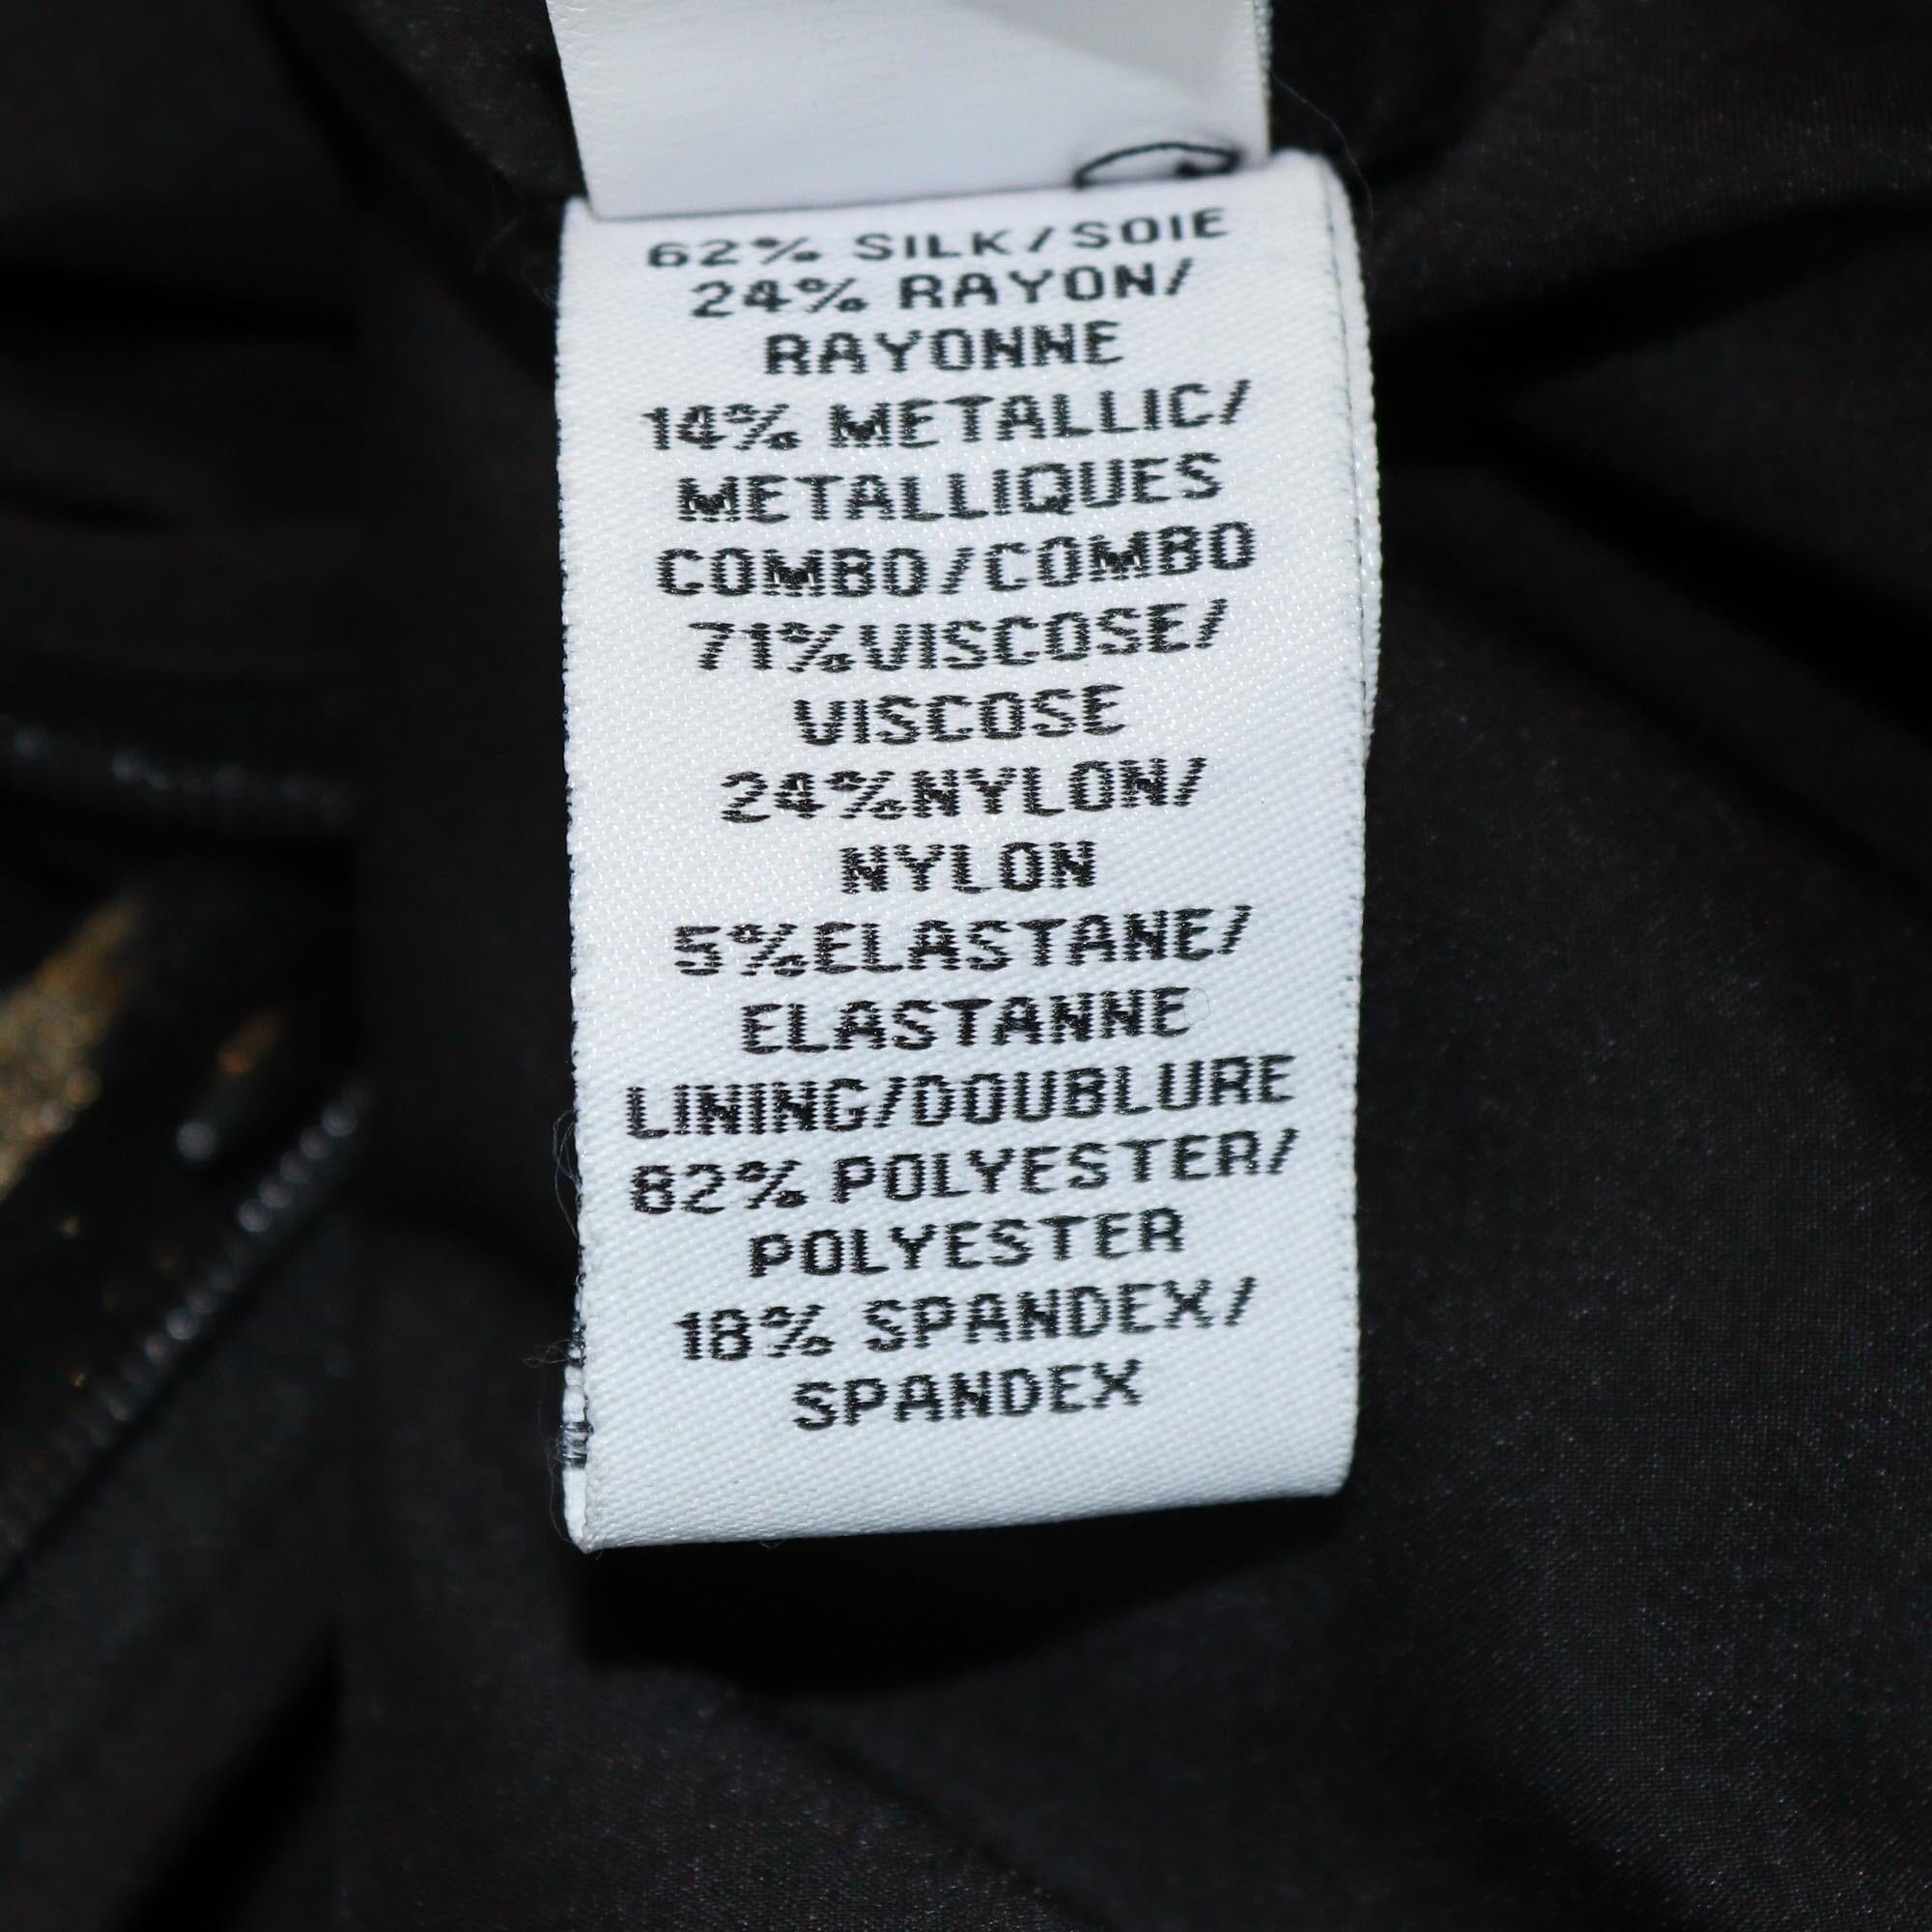 62% SILK/SOIE
24% RAYON/
RAYONNE
14% METALLIC/
METALLIQUES
COMBO/COMBO
71%VISCOSE/
VISCOSE
24%NYLON/
NYLON
5%ELASTANE/
ELASTANNE
LINING/DOUBLURE
82% POLYESTER/
POLYESTER
18% SPANDEX/
SPANDEX